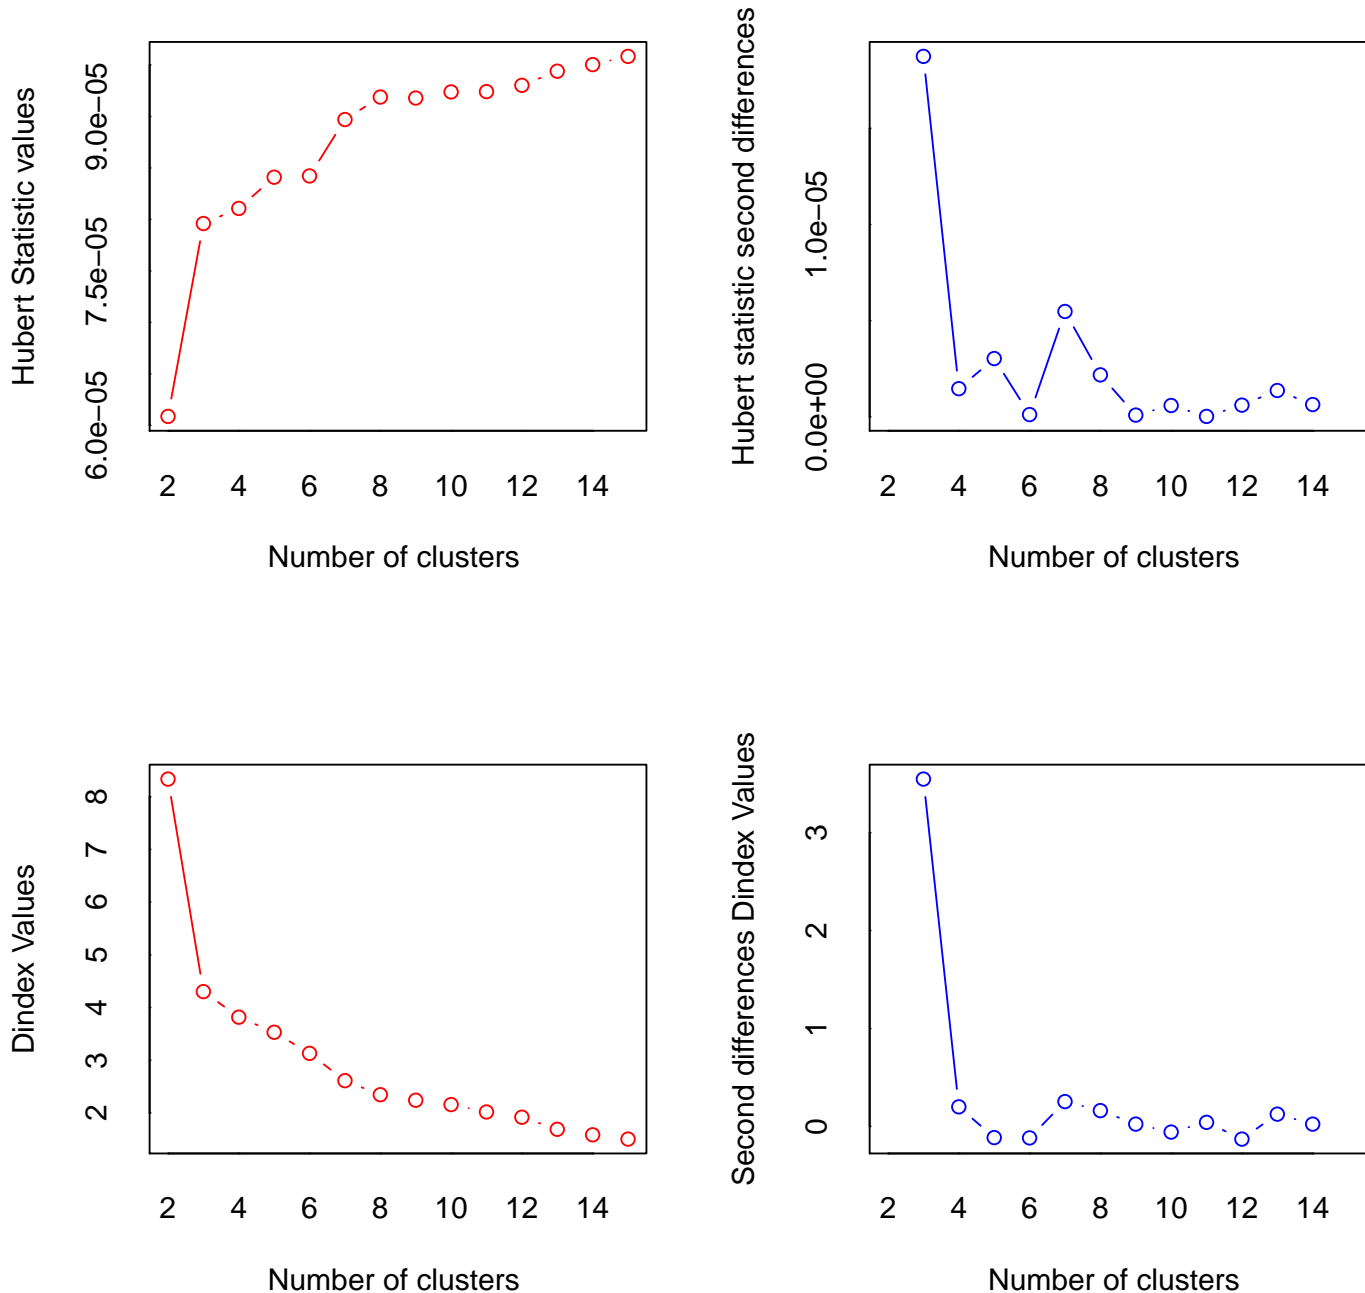 Hubert Statistic values
6.0e−05 7.5e−05 9.0e−05
2 4 6 8 10 12 14
Number of clusters
Hubert statistic second differences
0.0e+00 1.0e−05
2 4 6 8 10 12 14
Number of clusters
Dindex Values
2 3 4 5 6 7 8
2 4 6 8 10 12 14
Number of clusters
Second differences Dindex Values
0 1 2 3
2 4 6 8 10 12 14
Number of clusters